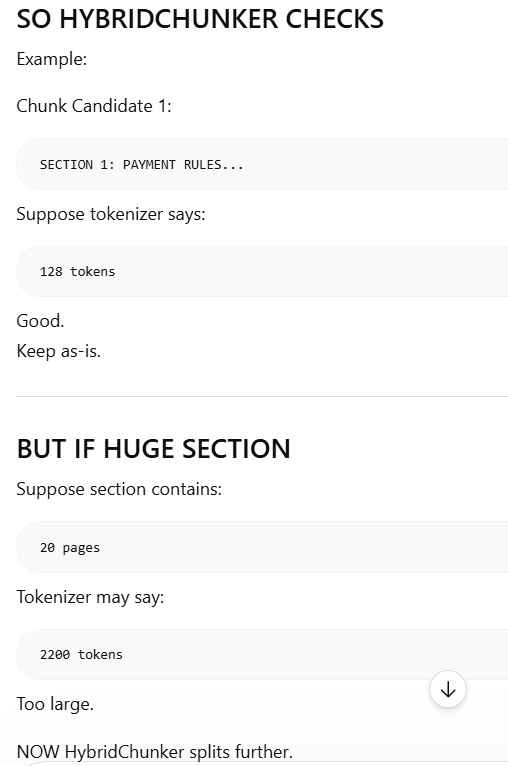 SO HYBRIDCHUNKER CHECKS
Example:
Chunk Candidate 1:
SECTION 1: PAYMENT RULES...
Suppose tokenizer says:
128 tokens
Good.
Keep as-is.
BUT IF HUGE SECTION
Suppose section contains:
20 pages
Tokenizer may say:
2200 tokens
Too large.
NOW HybridChunker splits further.